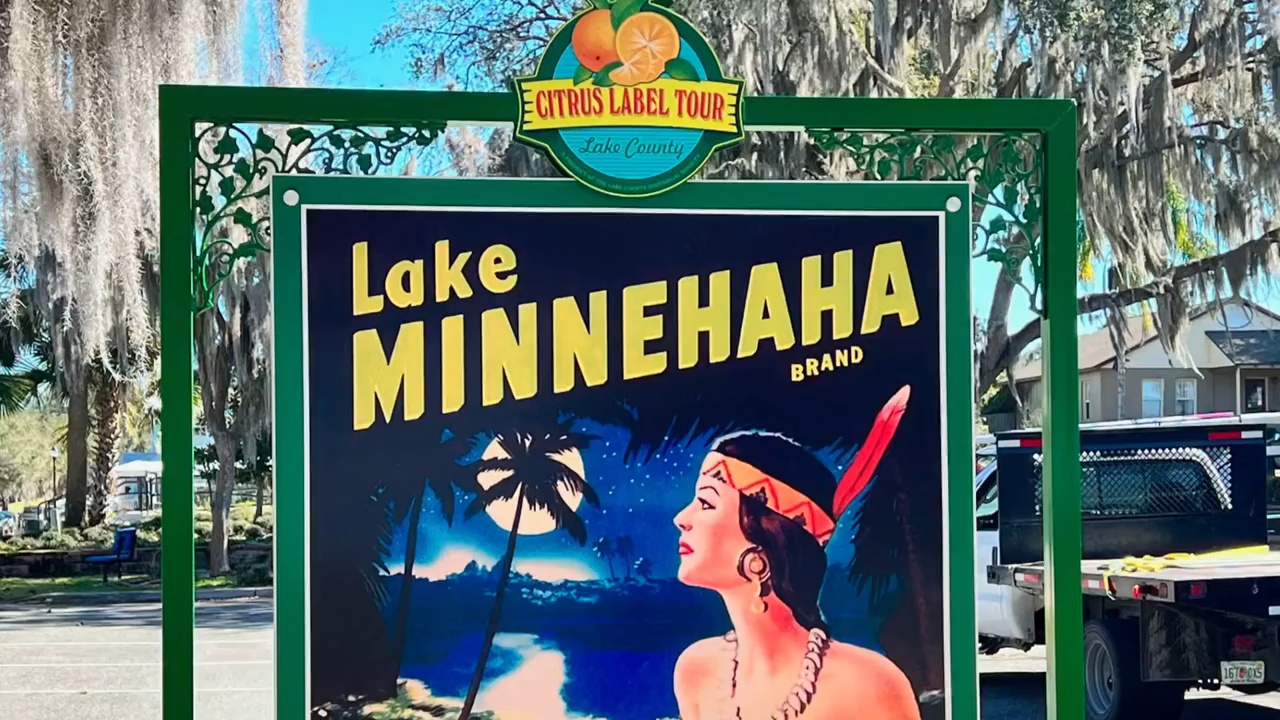 CITRUS LABEL TOUR
Lake County
Lake
MINNEHAHA
BRAND